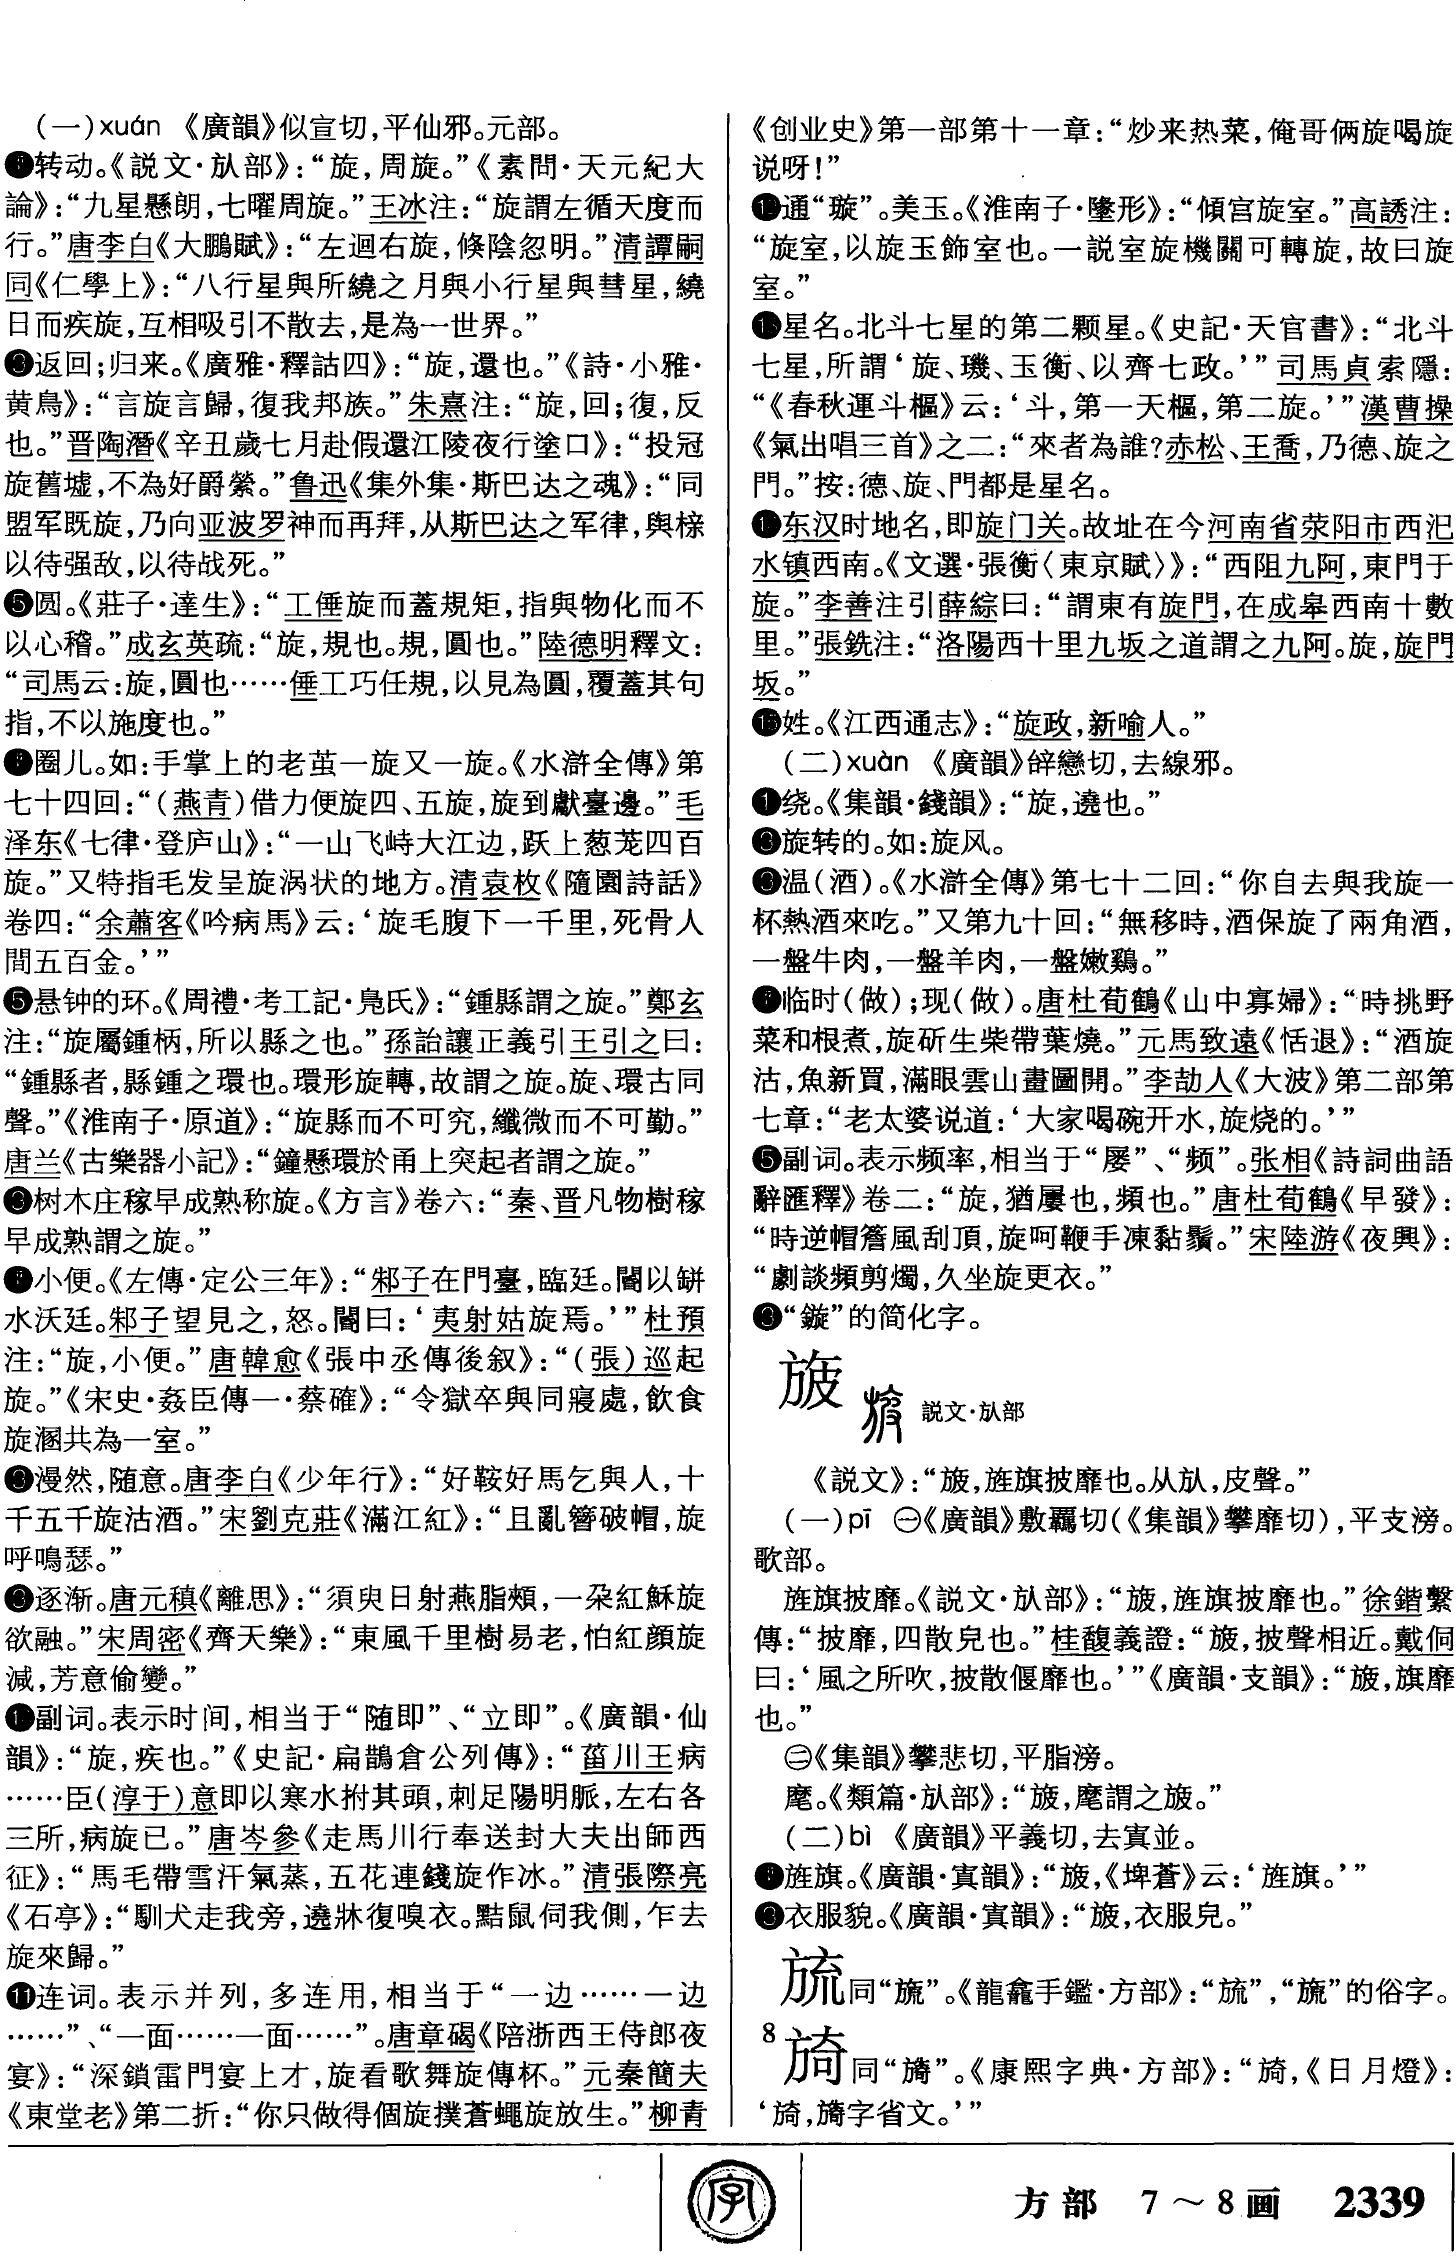 (一)xuán 《廣韻》似宣切,平仙邪。元部。
❶转动。《説文·㫃部》:“旋,周旋。”《素問·天元紀大
論》:“九星懸朗,七曜周旋。”王冰注:“旋謂左循天度而
行。”唐李白《大鵬賦》:“左迴右旋,倏陰忽明。”清譚嗣
同《仁學上》:“八行星與所繞之月與小行星與彗星,繞
日而疾旋,互相吸引不散去,是為一世界。”
❷返回;归来。《廣雅·釋詁四》:“旋,還也。”《詩·小雅·
黄鳥》:“言旋言歸,復我邦族。”朱熹注:“旋,回;復,反
也。”晋陶潛《辛丑歲七月赴假還江陵夜行塗口》:“投冠
旋舊墟,不為好爵縈。”鲁迅《集外集·斯巴达之魂》:“同
盟军既旋,乃向亚波罗神而再拜,从斯巴达之军律,與榇
以待强敌,以待战死。”
❸圆。《莊子·達生》:“工倕旋而蓋規矩,指與物化而不
以心稽。”成玄英疏:“旋,規也。規,圓也。”陸德明釋文:
“司馬云:旋,圓也……倕工巧任規,以見為圓,覆蓋其句
指,不以施度也。”
❹圈儿。如:手掌上的老茧一旋又一旋。《水滸全傳》第
七十四回:“(燕青)借力便旋四、五旋,旋到獻臺邊。”毛
泽东《七律·登庐山》:“一山飞峙大江边,跃上葱茏四百
旋。”又特指毛发呈旋涡状的地方。清袁枚《隨園詩話》
卷四:“余蕭客《吟病馬》云:‘旋毛腹下一千里,死骨人
間五百金。’”
❺悬钟的环。《周禮·考工記·鳧氏》:“鍾縣謂之旋。”鄭玄
注:“旋屬鍾柄,所以縣之也。”孫詒讓正義引王引之曰:
“鍾縣者,縣鍾之環也。環形旋轉,故謂之旋。旋、環古同
聲。”《淮南子·原道》:“旋縣而不可究,纖微而不可勤。”
唐兰《古樂器小記》:“鐘懸環於甬上突起者謂之旋。”
❻树木庄稼早成熟称旋。《方言》卷六:“秦、晋凡物樹稼
早成熟謂之旋。”
❼小便。《左傳·定公三年》:“邾子在門臺,臨廷。閽以缾
水沃廷。邾子望見之,怒。閽曰:‘夷射姑旋焉。’”杜預
注:“旋,小便。”唐韓愈《張中丞傳後叙》:“(張)巡起
旋。”《宋史·姦臣傳一·蔡確》:“令獄卒與同寢處,飲食
旋溷共為一室。”
❽漫然,随意。唐李白《少年行》:“好鞍好馬乞與人,十
千五千旋沽酒。”宋劉克莊《滿江紅》:“且亂簪破帽,旋
呼鳴瑟。”
❾逐渐。唐元稹《離思》:“須臾日射燕脂頰,一朵紅穌旋
欲融。”宋周密《齊天樂》:“東風千里樹易老,怕紅顔旋
減,芳意偷變。”
❿副词。表示时间,相当于“随即”、“立即”。《廣韻·仙
韻》:“旋,疾也。”《史記·扁鵲倉公列傳》:“菑川王病
……臣(淳于)意即以寒水拊其頭,刺足陽明脈,左右各
三所,病旋已。”唐岑參《走馬川行奉送封大夫出師西
征》:“馬毛帶雪汗氣蒸,五花連錢旋作冰。”清張際亮
《石亭》:“馴犬走我旁,遶牀復嗅衣。黠鼠伺我側,乍去
旋來歸。”
⓫连词。表示并列,多连用,相当于“一边……一边
……”、“一面……一面……”。唐章碣《陪浙西王侍郎夜
宴》:“深鎖雷門宴上才,旋看歌舞旋傳杯。”元秦簡夫
《東堂老》第二折:“你只做得個旋撲蒼蠅旋放生。”柳青
《创业史》第一部第十一章:“炒来热菜,俺哥俩旋喝旋
说呀!”
⓬通“璇”。美玉。《淮南子·墬形》:“傾宫旋室。”高誘注:
“旋室,以旋玉飾室也。一説室旋機關可轉旋,故曰旋
室。”
⓭星名。北斗七星的第二颗星。《史記·天官書》:“北斗
七星,所謂‘旋、璣、玉衡、以齊七政。’”司馬貞索隱:
“《春秋運斗樞》云:‘斗,第一天樞,第二旋。’”漢曹操
《氣出唱三首》之二:“來者為誰?赤松、王喬,乃德、旋之
門。”按:德、旋、門都是星名。
⓮东汉时地名,即旋门关。故址在今河南省荥阳市西汜
水镇西南。《文選·張衡〈東京賦〉》:“西阻九阿,東門于
旋。”李善注引薛綜曰:“謂東有旋門,在成皋西南十數
里。”張銑注:“洛陽西十里九坂之道謂之九阿。旋,旋門
坂。”
⓯姓。《江西通志》:“旋政,新喻人。”
(二)xuàn 《廣韻》辝戀切,去線邪。
❶绕。《集韻·綫韻》:“旋,遶也。”
❷旋转的。如:旋风。
❸温(酒)。《水滸全傳》第七十二回:“你自去與我旋一
杯熱酒來吃。”又第九十回:“無移時,酒保旋了兩角酒,
一盤牛肉,一盤羊肉,一盤嫩鷄。”
❹临时(做);现(做)。唐杜荀鶴《山中寡婦》:“時挑野
菜和根煮,旋斫生柴帶葉燒。”元馬致遠《恬退》:“酒旋
沽,魚新買,滿眼雲山畫圖開。”李劼人《大波》第二部第
七章:“老太婆说道:‘大家喝碗开水,旋烧的。’”
❺副词。表示频率,相当于“屡”、“频”。张相《詩詞曲語
辭匯釋》卷二:“旋,猶屢也,頻也。”唐杜荀鶴《早發》:
“時逆帽簷風刮頂,旋呵鞭手凍黏鬚。”宋陸游《夜興》:
“劇談頻剪燭,久坐旋更衣。”
❻“鏇”的简化字。
旇 説文·㫃部
《説文》:“旇,旌旗披靡也。从㫃,皮聲。”
(一)pī ㊀《廣韻》敷羈切(《集韻》攀靡切),平支滂。
歌部。
旌旗披靡。《説文·㫃部》:“旇,旌旗披靡也。”徐鍇繫
傳:“披靡,四散皃也。”桂馥義證:“旇,披聲相近。戴侗
曰:‘風之所吹,披散偃靡也。’”《廣韻·支韻》:“旇,旗靡
也。”
㊁《集韻》攀悲切,平脂滂。
麾。《類篇·㫃部》:“旇,麾謂之旇。”
(二)bì 《廣韻》平義切,去寘並。
❶旌旗。《廣韻·寘韻》:“旇,《埤蒼》云:‘旌旗。’”
❷衣服貌。《廣韻·寘韻》:“旇,衣服皃。”
旈同“旒”。《龍龕手鑑·方部》:“旈”,“旒”的俗字。
8 旑同“旖”。《康熙字典·方部》:“旑,《日月燈》:
‘旑,旖字省文。’”
字
方部 7～8画 2339